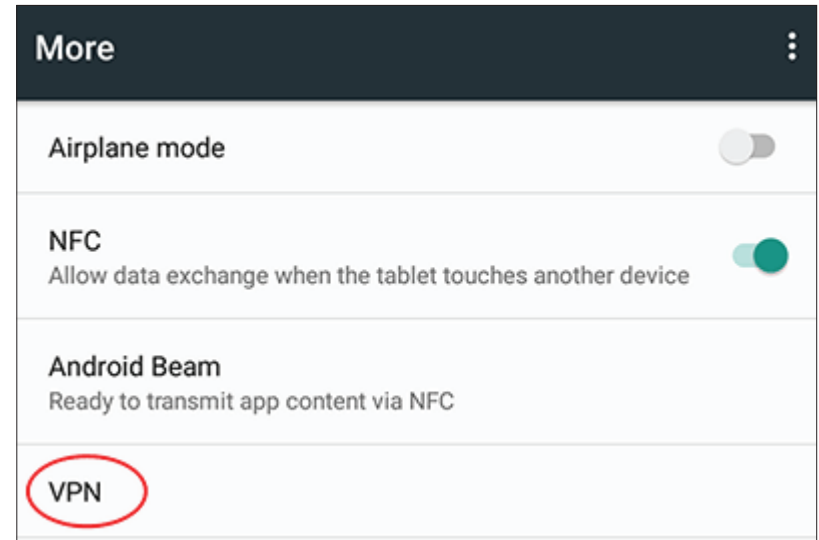 More
Airplane mode
NFC
Allow data exchange when the tablet touches another device
Android Beam
Ready to transmit app content via NFC
VPN